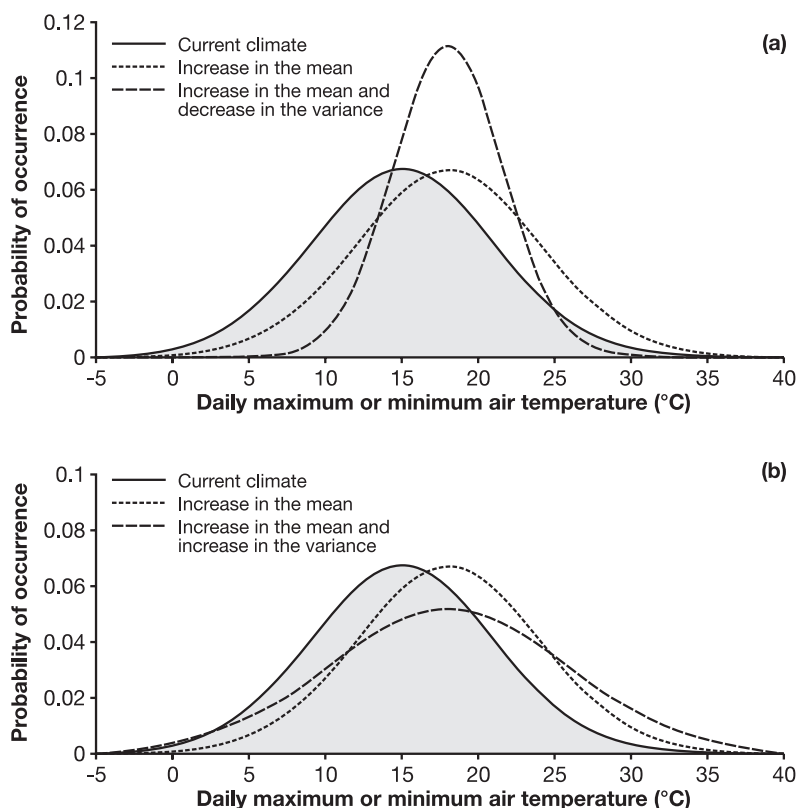 0.12
0.1
0.08
0.06
0.04
0.02
0
Probability of occurrence
Current climate
Increase in the mean
Increase in the mean and
decrease in the variance
(a)
-5 0 5 10 15 20 25 30 35 40
Daily maximum or minimum air temperature (°C)
0.1
0.08
0.06
0.04
0.02
0
Probability of occurrence
Current climate
Increase in the mean
Increase in the mean and
increase in the variance
(b)
-5 0 5 10 15 20 25 30 35 40
Daily maximum or minimum air temperature (°C)